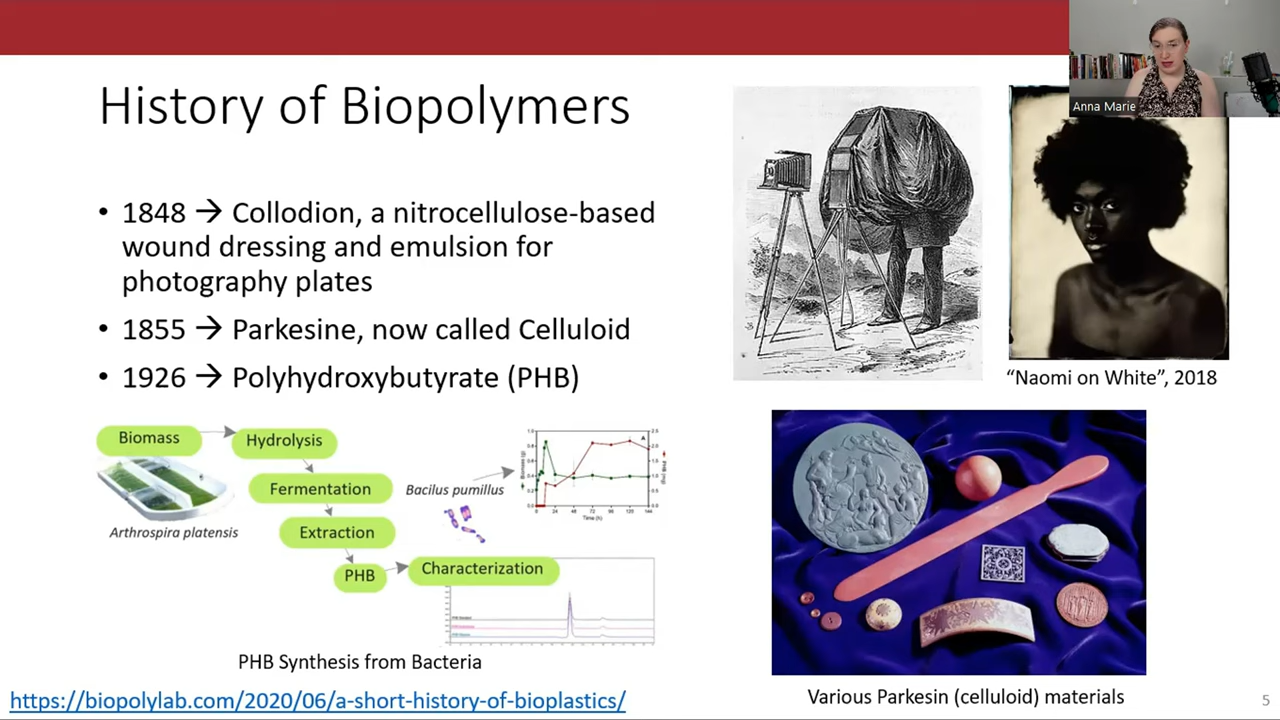 History of Biopolymers
• 1848 → Collodion, a nitrocellulose-based
wound dressing and emulsion for
photography plates
• 1855 → Parkesine, now called Celluloid
• 1926 → Polyhydroxybutyrate (PHB)
Biomass
Hydrolysis
Fermentation
Extraction
PHB
Characterization
Arthrospira platensis
Bacilus pumillus
A
Time (h)
PHB Synthesis from Bacteria
https://biopolylab.com/2020/06/a-short-history-of-bioplastics/
Anna Marie
“Naomi on White”, 2018
Various Parkesin (celluloid) materials
5